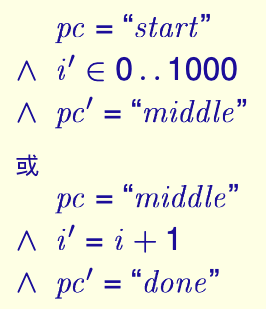 pc = “start”
∧ i′ ∈ 0 .. 1000
∧ pc′ = “middle”
或
pc = “middle”
∧ i′ = i + 1
∧ pc′ = “done”